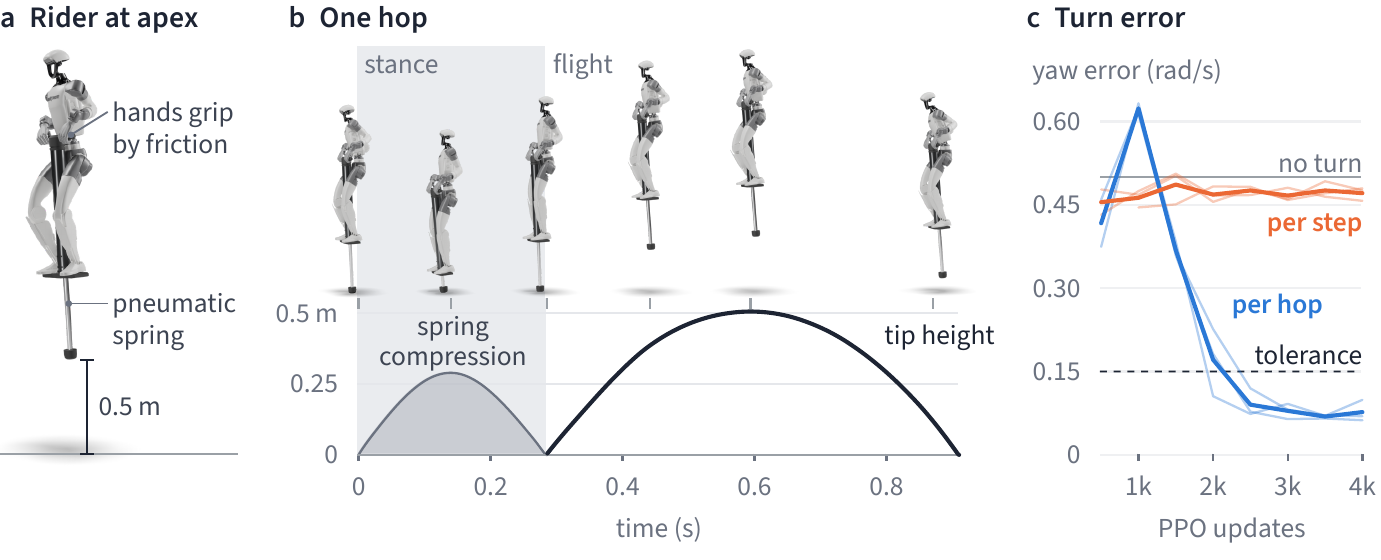 a Rider at apex
hands grip
by friction
pneumatic
spring
0.5 m
b One hop
stance
flight
0.5 m
0.25
0
spring
compression
tip height
0
0.2
0.4
0.6
0.8
time (s)
c Turn error
yaw error (rad/s)
0.60
0.45
0.30
0.15
0
no turn
per step
per hop
tolerance
1k
2k
3k
4k
PPO updates